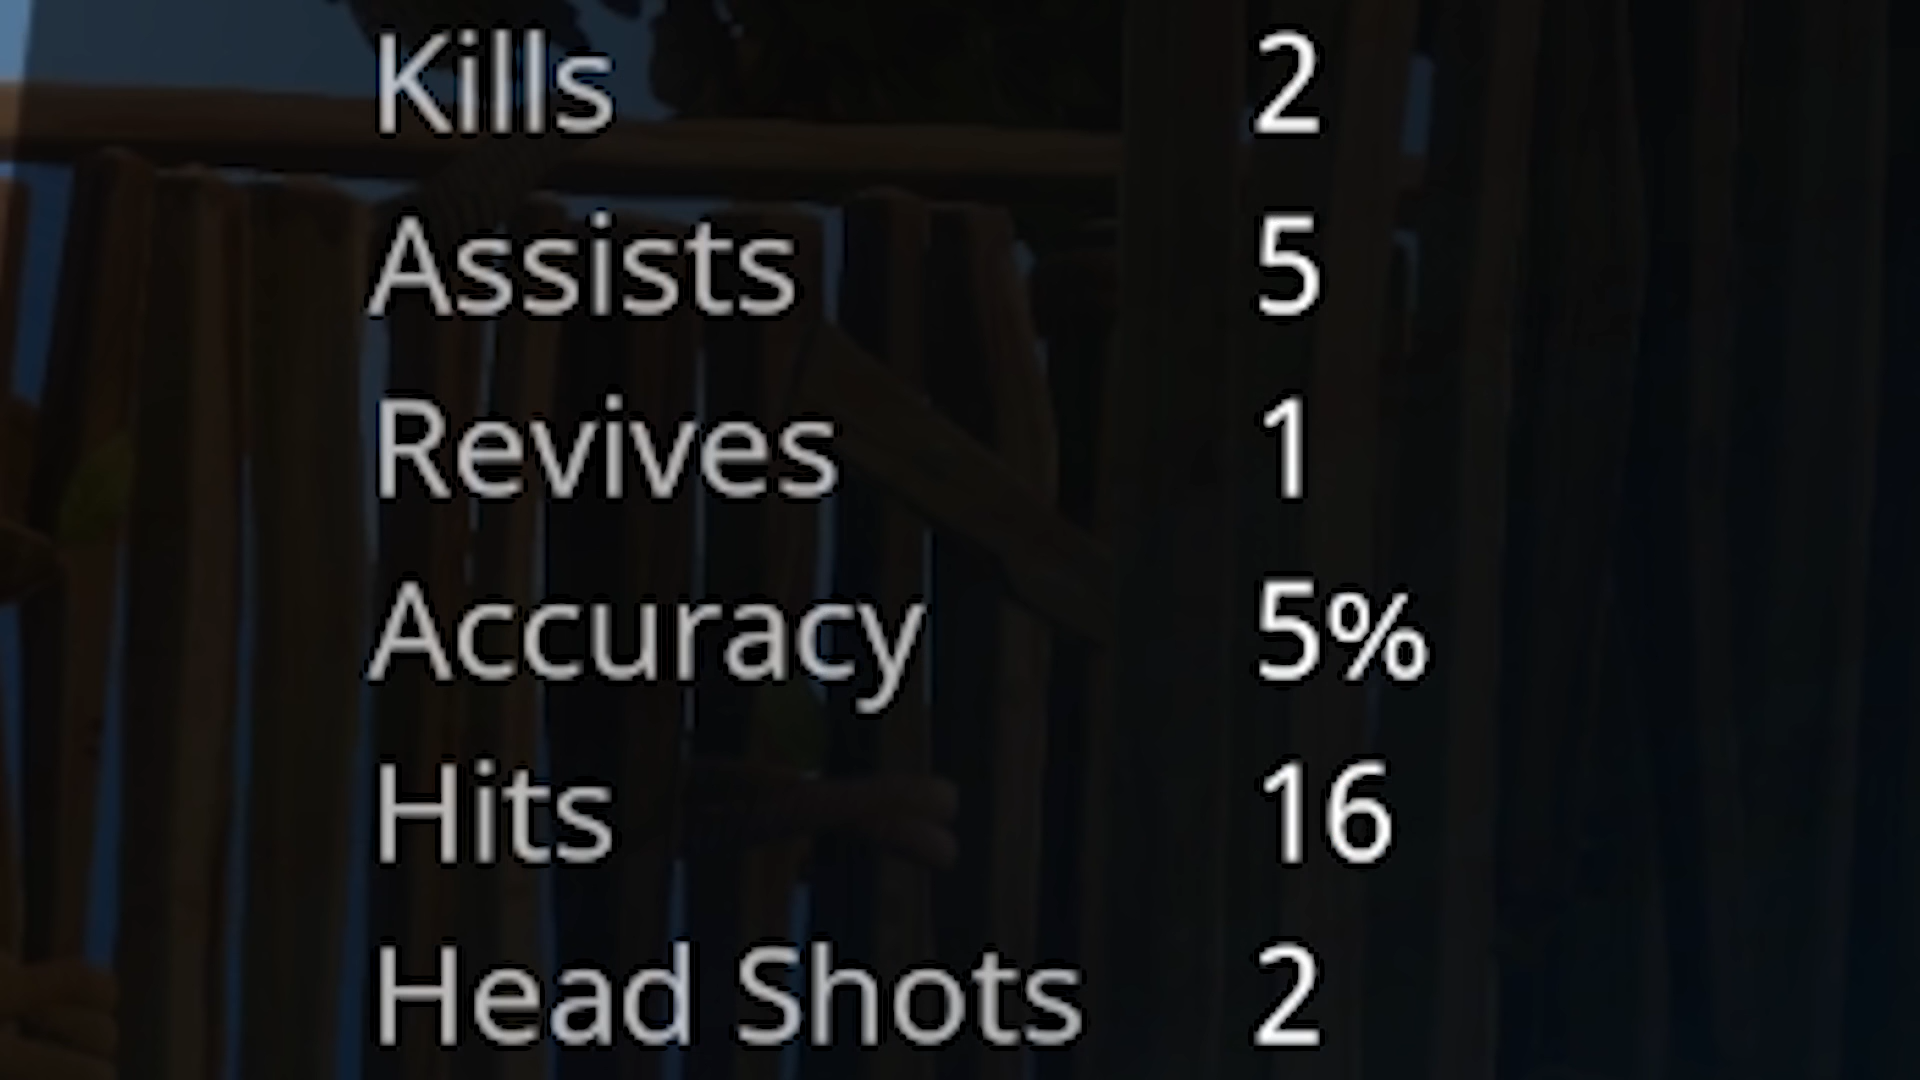 Kills 2
Assists 5
Revives 1
Accuracy 5%
Hits 16
Head Shots 2